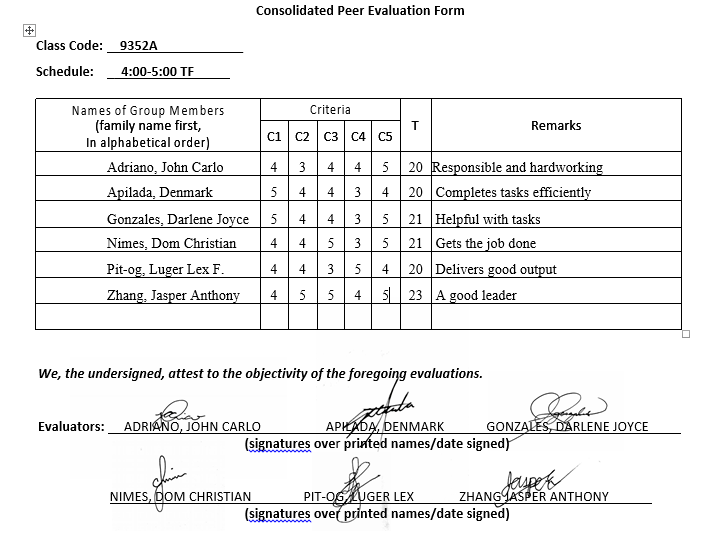 Consolidated Peer Evaluation Form
Class Code: 9352A
Schedule: 4:00-5:00 TF
Names of Group Members
(family name first,
In alphabetical order)
Criteria
C1 C2 C3 C4 C5
T
Remarks
Adriano, John Carlo 4 3 4 4 5 20 Responsible and hardworking
Apilada, Denmark 5 4 4 3 4 20 Completes tasks efficiently
Gonzales, Darlene Joyce 5 4 4 3 5 21 Helpful with tasks
Nimes, Dom Christian 4 4 5 3 5 21 Gets the job done
Pit-og, Luger Lex F. 4 4 3 5 4 20 Delivers good output
Zhang, Jasper Anthony 4 5 5 4 5 23 A good leader
We, the undersigned, attest to the objectivity of the foregoing evaluations.
Evaluators: ADRIANO, JOHN CARLO APILADA, DENMARK GONZALES, DARLENE JOYCE
(signatures over printed names/date signed)
NIMES, DOM CHRISTIAN PIT-OG, LUGER LEX ZHANG JASPER ANTHONY
(signatures over printed names/date signed)